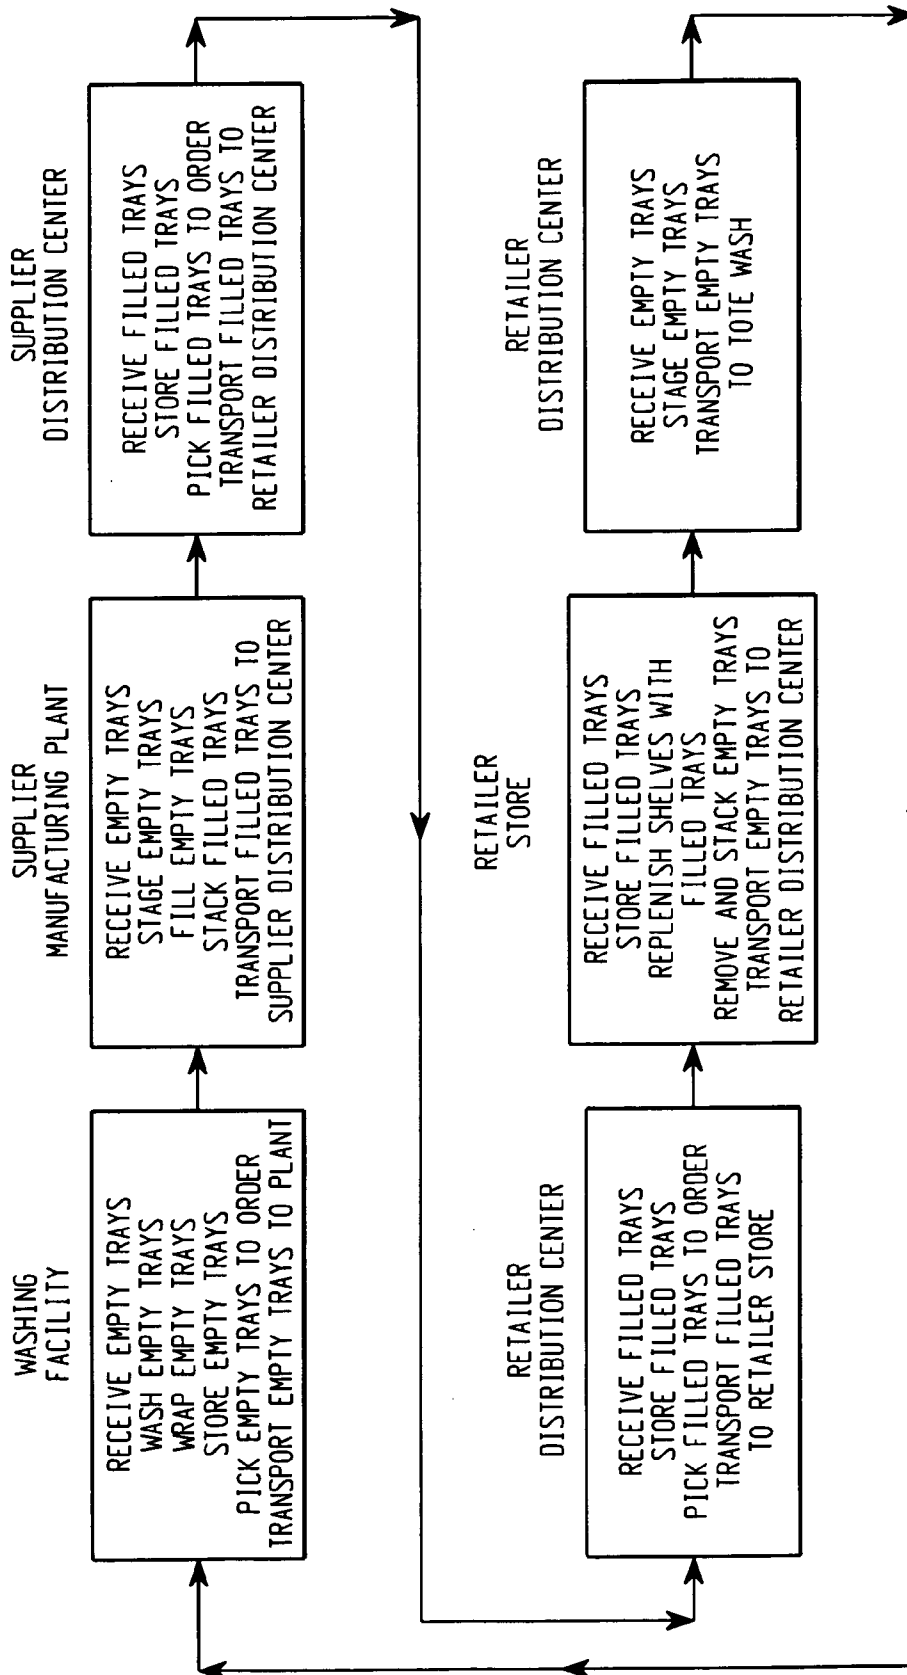 WASHING
FACILITY
RECEIVE EMPTY TRAYS
WASH EMPTY TRAYS
WRAP EMPTY TRAYS
STORE EMPTY TRAYS
PICK EMPTY TRAYS TO ORDER
TRANSPORT EMPTY TRAYS TO PLANT
SUPPLIER
MANUFACTURING PLANT
RECEIVE EMPTY TRAYS
STAGE EMPTY TRAYS
FILL EMPTY TRAYS
STACK FILLED TRAYS
TRANSPORT FILLED TRAYS TO
SUPPLIER DISTRIBUTION CENTER
SUPPLIER
DISTRIBUTION CENTER
RECEIVE FILLED TRAYS
STORE FILLED TRAYS
PICK FILLED TRAYS TO ORDER
TRANSPORT FILLED TRAYS TO
RETAILER DISTRIBUTION CENTER
RETAILER
DISTRIBUTION CENTER
RECEIVE FILLED TRAYS
STORE FILLED TRAYS
PICK FILLED TRAYS TO ORDER
TRANSPORT FILLED TRAYS
TO RETAILER STORE
RETAILER
STORE
RECEIVE FILLED TRAYS
STORE FILLED TRAYS
REPLENISH SHELVES WITH
FILLED TRAYS
REMOVE AND STACK EMPTY TRAYS
TRANSPORT EMPTY TRAYS TO
RETAILER DISTRIBUTION CENTER
RETAILER
DISTRIBUTION CENTER
RECEIVE EMPTY TRAYS
STAGE EMPTY TRAYS
TRANSPORT EMPTY TRAYS
TO TOTE WASH